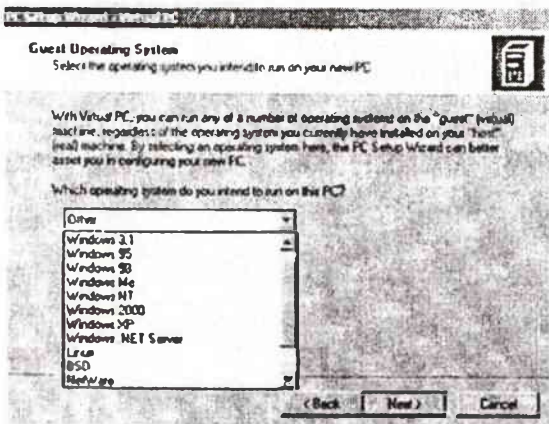 PC Setup Wizard - Virtual PC
Guest Operating System
Select the operating system you intend to run on your new PC
With Virtual PC, you can run any of a number of operating systems on the "guest" (virtual)
machine, regardless of the operating system you currently have installed on your "host"
(real) machine. By selecting an operating system here, the PC Setup Wizard can better
assist you in configuring your new PC.
Which operating system do you intend to run on this PC?
Other
Windows 3.1
Windows 95
Windows 98
Windows Me
Windows NT
Windows 2000
Windows XP
Windows .NET Server
Linux
BSD
NetWare
< Back
Next >
Cancel